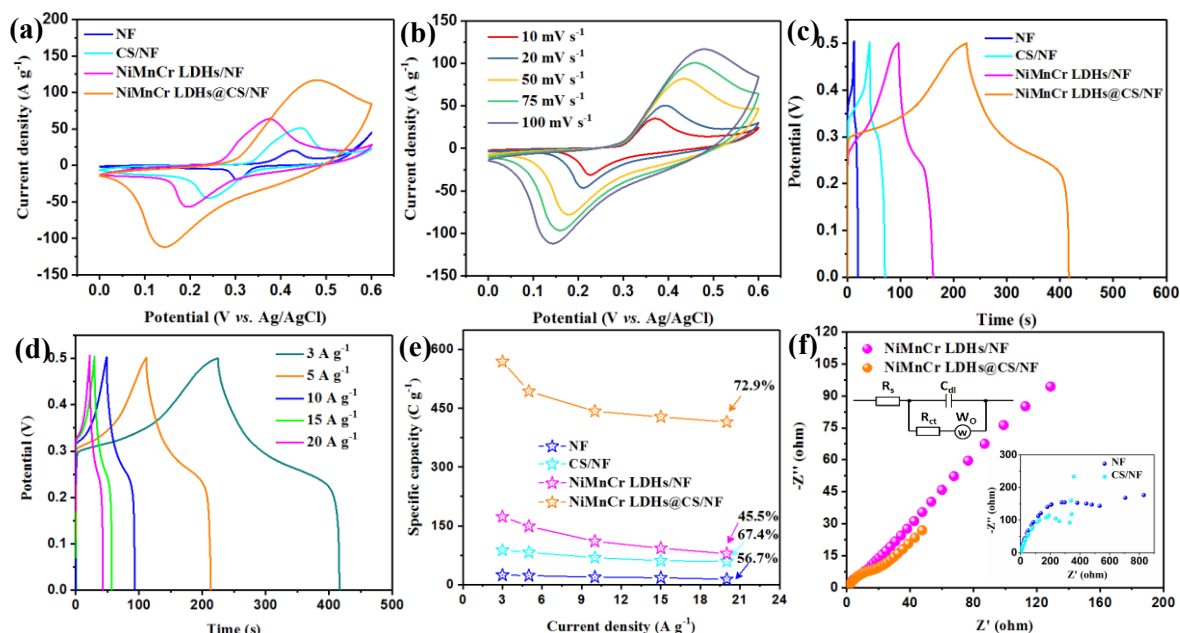 (a)
NF
CS/NF
NiMnCr LDHs/NF
NiMnCr LDHs@CS/NF
Current density (A g⁻¹)
150
100
50
0
-50
-100
-150
0.0 0.1 0.2 0.3 0.4 0.5 0.6
Potential (V vs. Ag/AgCl)
(b)
10 mV s⁻¹
20 mV s⁻¹
50 mV s⁻¹
75 mV s⁻¹
100 mV s⁻¹
Current density (A g⁻¹)
150
100
50
0
-50
-100
-150
0.0 0.1 0.2 0.3 0.4 0.5 0.6
Potential (V vs. Ag/AgCl)
(c)
NF
CS/NF
NiMnCr LDHs/NF
NiMnCr LDHs@CS/NF
Potential (V)
0.5
0.4
0.3
0.2
0.1
0.0
0 100 200 300 400 500 600
Time (s)
(d)
3 A g⁻¹
5 A g⁻¹
10 A g⁻¹
15 A g⁻¹
20 A g⁻¹
Potential (V)
0.5
0.4
0.3
0.2
0.1
0.0
0 100 200 300 400 500
Time (s)
(e)
72.9%
NF
CS/NF
NiMnCr LDHs/NF
NiMnCr LDHs@CS/NF
45.5%
67.4%
56.7%
Specific capacity (C g⁻¹)
600
450
300
150
0
0 3 6 9 12 15 18 21 24
Current density (A g⁻¹)
(f)
NiMnCr LDHs/NF
NiMnCr LDHs@CS/NF
Rs
Cdl
Rct
Wo
W
-Z'' (ohm)
120
105
90
75
60
45
30
15
0
0 40 80 120 160 200
Z' (ohm)
NF
CS/NF
-Z'' (ohm)
300
200
100
0
0 200 400 600 800
Z' (ohm)